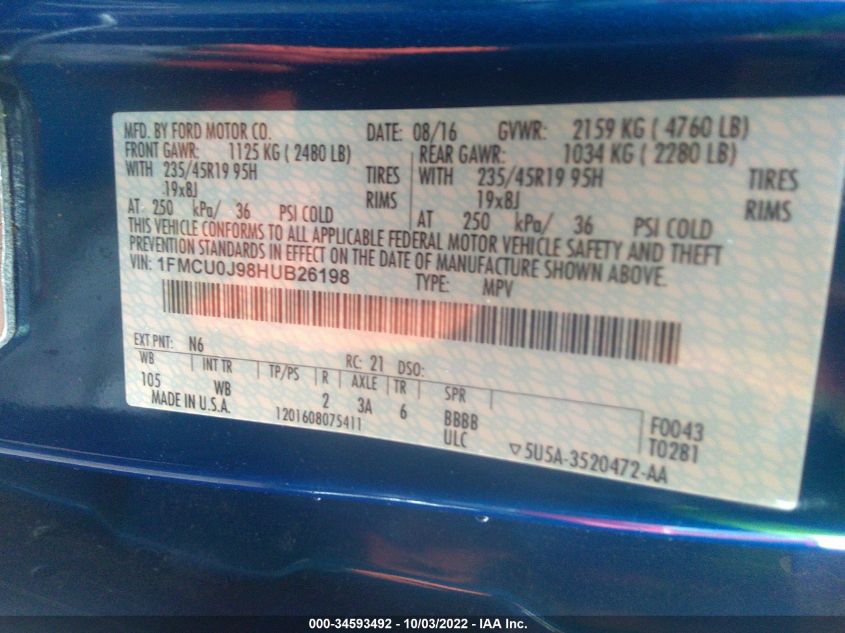 MFD. BY FORD MOTOR CO. DATE: 08/16 GVWR: 2159 KG ( 4760 LB)
FRONT GAWR: 1125 KG ( 2480 LB) REAR GAWR: 1034 KG ( 2280 LB)
WITH 235/45R19 95H TIRES WITH 235/45R19 95H TIRES
19x8J RIMS 19x8J RIMS
AT 250 kPa/ 36 PSI COLD AT 250 kPa/ 36 PSI COLD
THIS VEHICLE CONFORMS TO ALL APPLICABLE FEDERAL MOTOR VEHICLE SAFETY AND THEFT
PREVENTION STANDARDS IN EFFECT ON THE DATE OF MANUFACTURE SHOWN ABOVE.
VIN: 1FMCU0J98HUB26198 TYPE: MPV
EXT PNT: N6 RC: 21 DSO:
WB INT TR TP/PS R AXLE TR SPR
105 WB 2 3A 6 BBBB F0043
MADE IN U.S.A. 1201608075411 ULC T0281
▽5U5A-3520472-AA
000-34593492 - 10/03/2022 - IAA Inc.